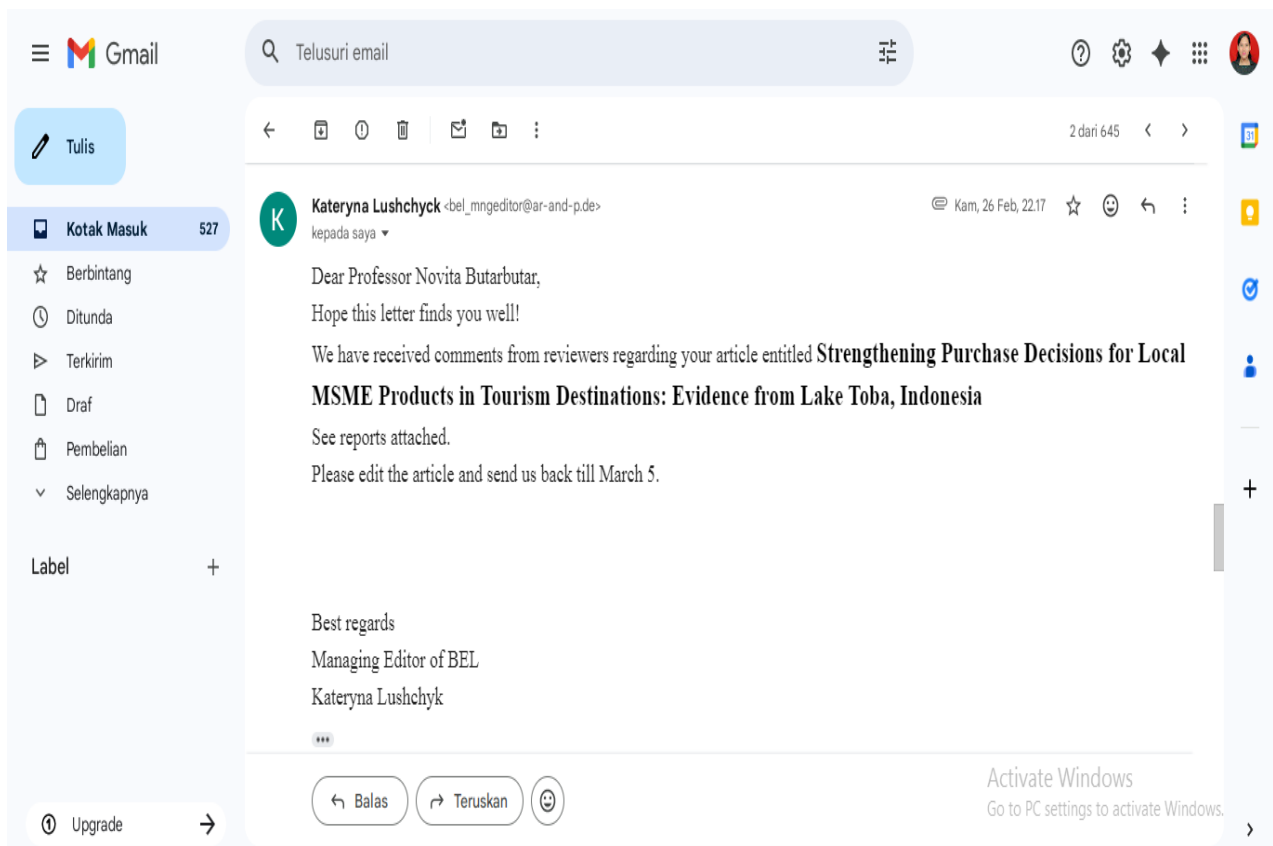 Gmail
Telusuri email
Tulis
2 dari 645
Kotak Masuk 527
Berbintang
Ditunda
Terkirim
Draf
Pembelian
Selengkapnya
Label
Kateryna Lushchyck <bel_mngeditor@ar-and-p.de>
Kam, 26 Feb, 22.17
kepada saya
Dear Professor Novita Butarbutar,
Hope this letter finds you well!
We have received comments from reviewers regarding your article entitled Strengthening Purchase Decisions for Local
MSME Products in Tourism Destinations: Evidence from Lake Toba, Indonesia
See reports attached.
Please edit the article and send us back till March 5.
Best regards
Managing Editor of BEL
Kateryna Lushchyk
Balas
Teruskan
Activate Windows
Go to PC settings to activate Windows.
Upgrade
31